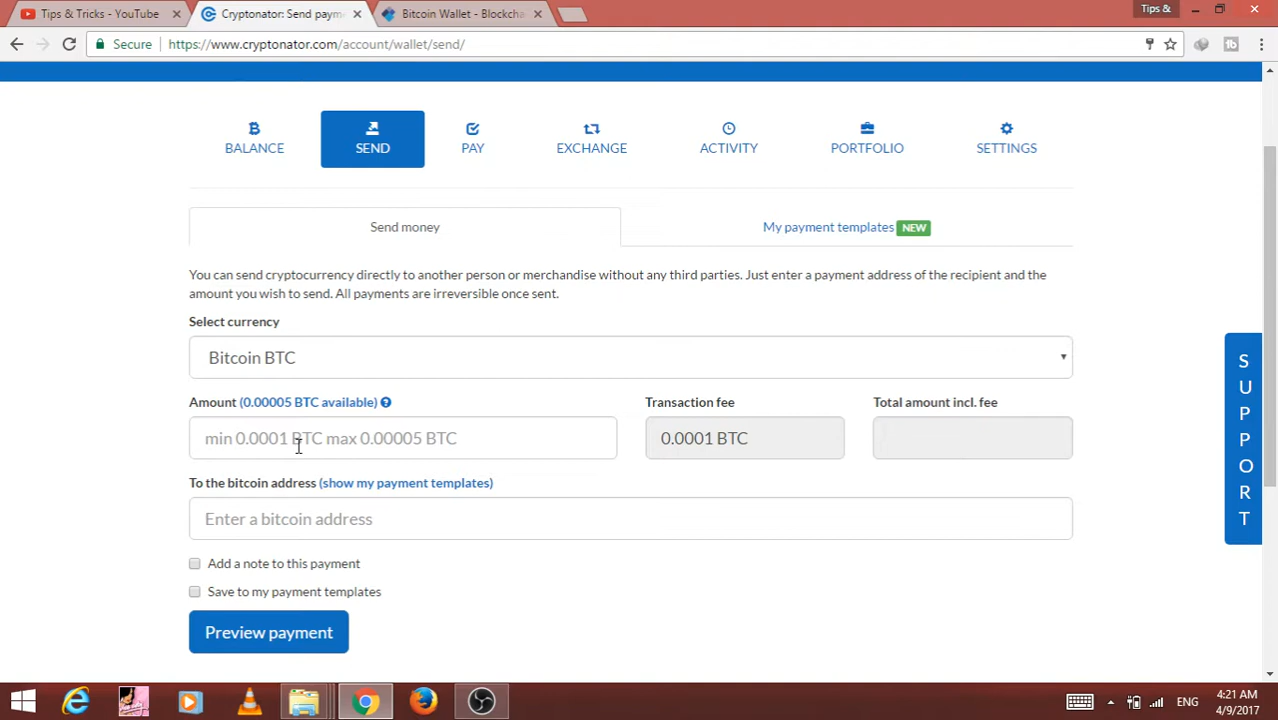 Tips & Tricks - YouTube
Cryptonator: Send paym
Bitcoin Wallet - Blockcha
Tips &
Secure
https://www.cryptonator.com/account/wallet/send/
BALANCE
SEND
PAY
EXCHANGE
ACTIVITY
PORTFOLIO
SETTINGS
Send money
My payment templates NEW
You can send cryptocurrency directly to another person or merchandise without any third parties. Just enter a payment address of the recipient and the
amount you wish to send. All payments are irreversible once sent.
Select currency
Bitcoin BTC
Amount (0.00005 BTC available)
Transaction fee
Total amount incl. fee
min 0.0001 BTC max 0.00005 BTC
0.0001 BTC
To the bitcoin address (show my payment templates)
Enter a bitcoin address
Add a note to this payment
Save to my payment templates
Preview payment
SUPPORT
ENG
4:21 AM
4/9/2017